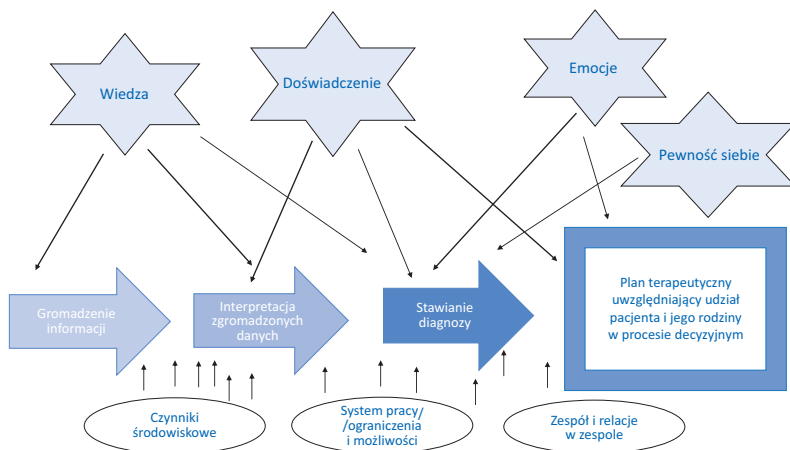 Wiedza
Doświadczenie
Emocje
Pewność siebie
Gromadzenie
informacji
Interpretacja
zgromadzonych
danych
Stawianie
diagnozy
Plan terapeutyczny
uwzględniający udział
pacjenta i jego rodziny
w procesie decyzyjnym
Czynniki
środowiskowe
System pracy/
/ograniczenia
i możliwości
Zespół i relacje
w zespole